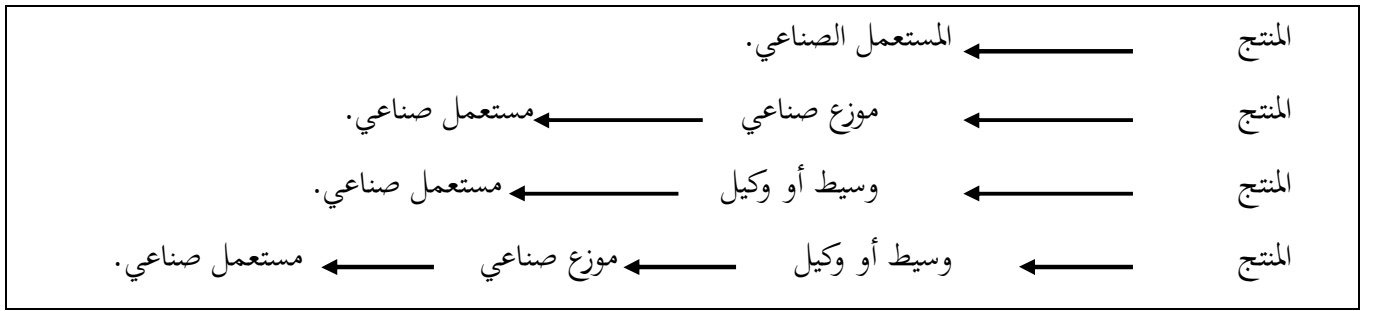 المنتج المستعمل الصناعي.
المنتج موزع صناعي مستعمل صناعي.
المنتج وسيط أو وكيل مستعمل صناعي.
المنتج وسيط أو وكيل موزع صناعي مستعمل صناعي.